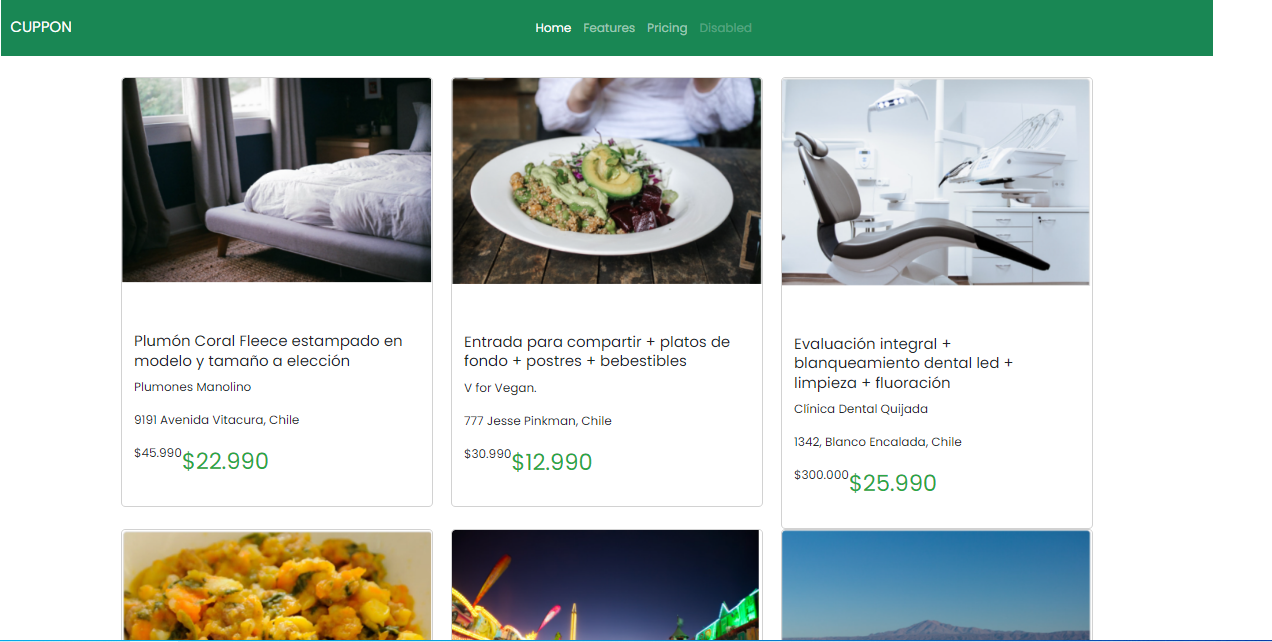 CUPPON
Home Features Pricing Disabled
Plumón Coral Fleece estampado en
modelo y tamaño a elección
Plumones Manolino
9191 Avenida Vitacura, Chile
$45.990$22.990
Entrada para compartir + platos de
fondo + postres + bebestibles
V for Vegan.
777 Jesse Pinkman, Chile
$30.990$12.990
Evaluación integral +
blanqueamiento dental led +
limpieza + fluoración
Clínica Dental Quijada
1342, Blanco Encalada, Chile
$300.000$25.990